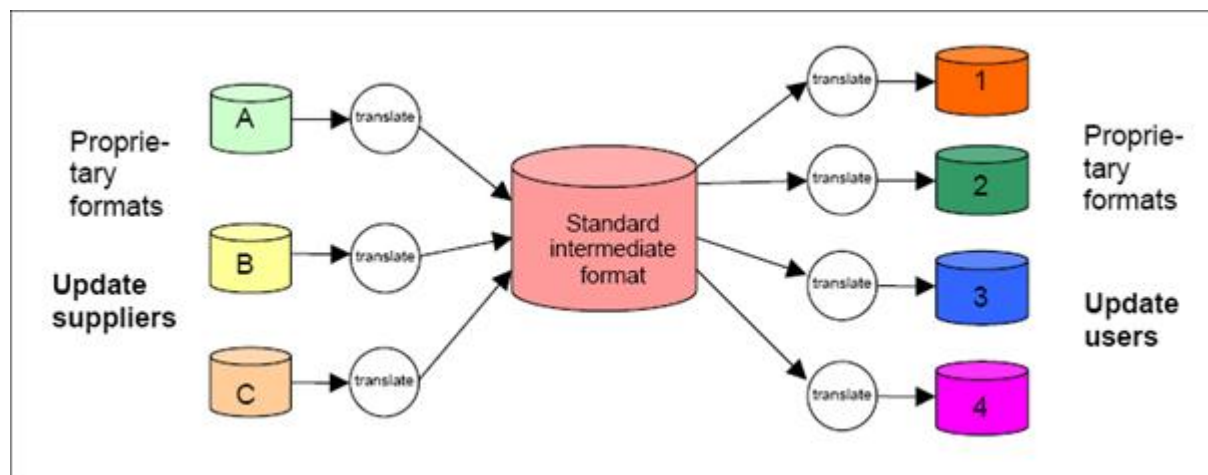 Proprie-
tary
formats
Update
suppliers
A
translate
B
translate
C
translate
Standard
intermediate
format
translate
1
translate
2
translate
3
translate
4
Proprie-
tary
formats
Update
users